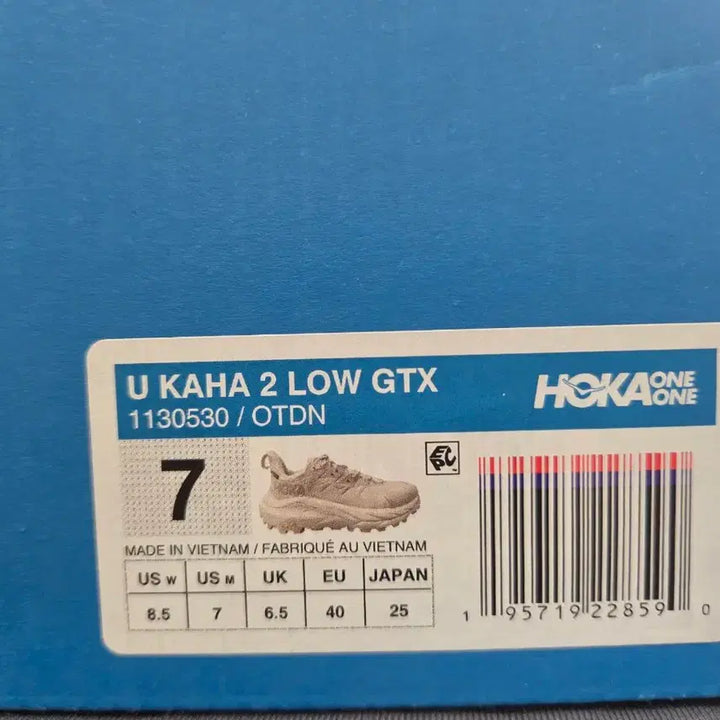 U KAHA 2 LOW GTX
1130530 / OTDN
HOKA ONE ONE
7
EPC
MADE IN VIETNAM / FABRIQUÉ AU VIETNAM
US W US M UK EU JAPAN
8.5 7 6.5 40 25
1 95719 22859 0